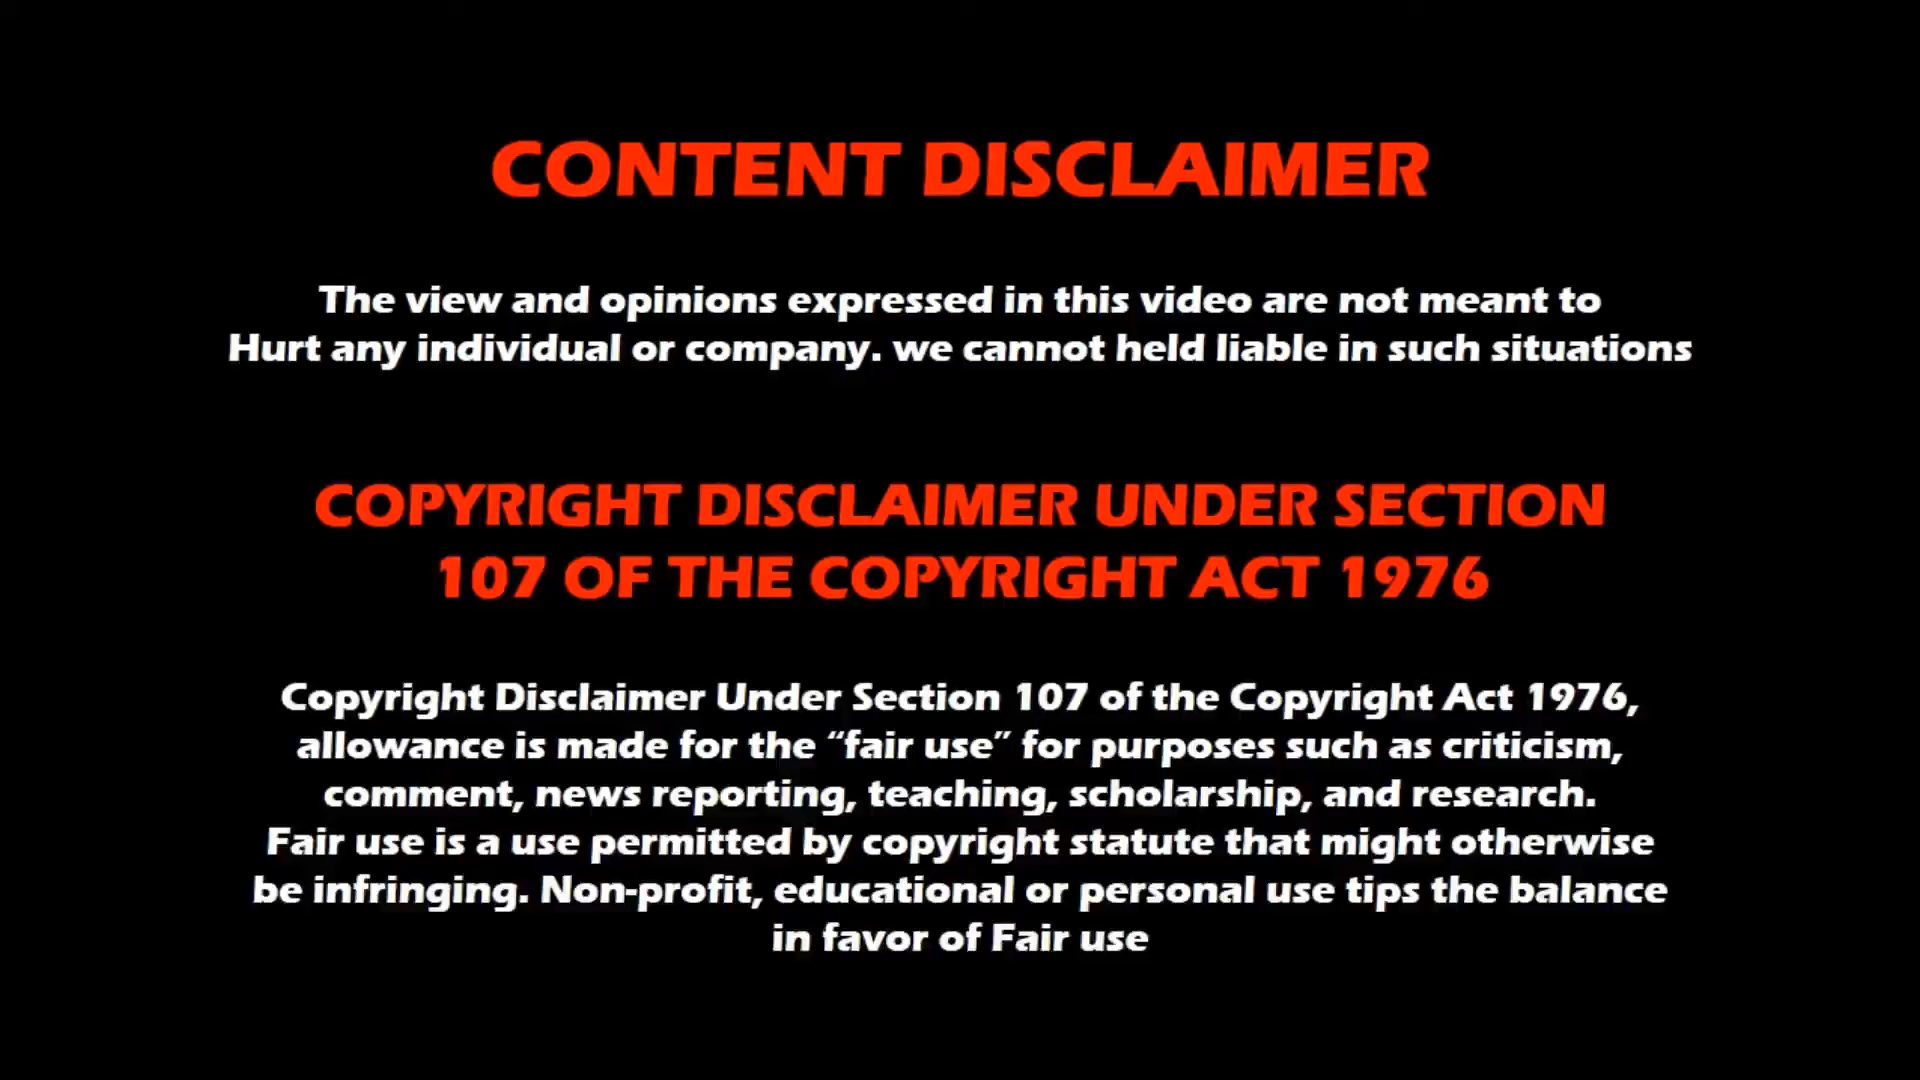 CONTENT DISCLAIMER
The view and opinions expressed in this video are not meant to
Hurt any individual or company. we cannot held liable in such situations
COPYRIGHT DISCLAIMER UNDER SECTION
107 OF THE COPYRIGHT ACT 1976
Copyright Disclaimer Under Section 107 of the Copyright Act 1976,
allowance is made for the “fair use” for purposes such as criticism,
comment, news reporting, teaching, scholarship, and research.
Fair use is a use permitted by copyright statute that might otherwise
be infringing. Non-profit, educational or personal use tips the balance
in favor of Fair use